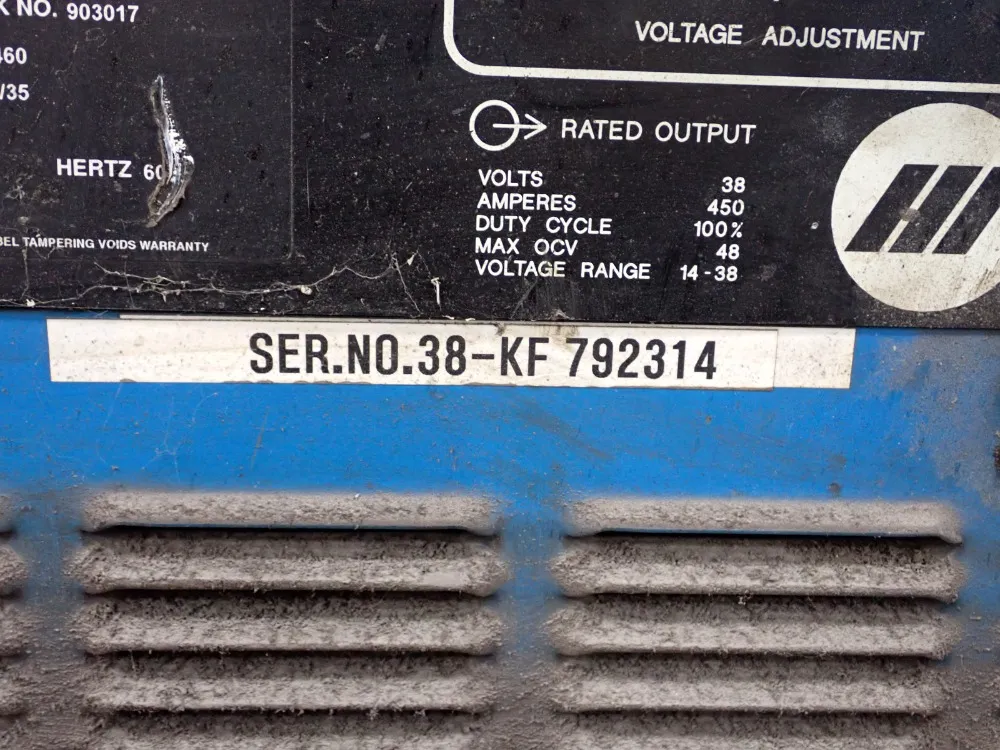 K NO. 903017
460
/35
HERTZ 60
BEL TAMPERING VOIDS WARRANTY
VOLTAGE ADJUSTMENT
RATED OUTPUT
VOLTS 38
AMPERES 450
DUTY CYCLE 100%
MAX OCV 48
VOLTAGE RANGE 14-38
SER.NO.38-KF 792314